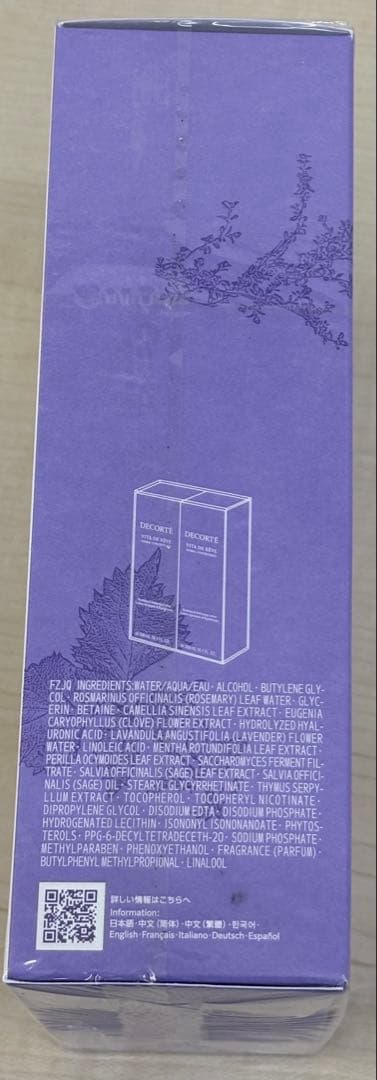 DECORTÉ
VITA DE RÊVE
DECORTÉ
VITA DE RÊVE
FZJQ INGREDIENTS:WATER/AQUA/EAU · ALCOHOL · BUTYLENE GLY-
COL · ROSMARINUS OFFICINALIS (ROSEMARY) LEAF WATER · GLYC-
ERIN · BETAINE · CAMELLIA SINENSIS LEAF EXTRACT · EUGENIA
CARYOPHYLLUS (CLOVE) FLOWER EXTRACT · HYDROLYZED HYAL-
URONIC ACID · LAVANDULA ANGUSTIFOLIA (LAVENDER) FLOWER
WATER · LINOLEIC ACID · MENTHA ROTUNDIFOLIA LEAF EXTRACT ·
PERILLA OCYMOIDES LEAF EXTRACT · SACCHAROMYCES FERMENT FIL-
TRATE · SALVIA OFFICINALIS (SAGE) LEAF EXTRACT · SALVIA OFFICI-
NALIS (SAGE) OIL · STEARYL GLYCYRRHETINATE · THYMUS SERPY-
LLUM EXTRACT · TOCOPHEROL · TOCOPHERYL NICOTINATE ·
DIPROPYLENE GLYCOL · DISODIUM EDTA · DISODIUM PHOSPHATE ·
HYDROGENATED LECITHIN · ISONONYL ISONONANOATE · PHYTOS-
TEROLS · PPG-6-DECYLTETRADECETH-20 · SODIUM PHOSPHATE ·
METHYLPARABEN · PHENOXYETHANOL · FRAGRANCE (PARFUM) ·
BUTYLPHENYL METHYLPROPIONAL · LINALOOL
詳しい情報はこちらへ
Information:
日本語·中文(简体)·中文(繁體)·한국어·
English·Français·Italiano·Deutsch·Español